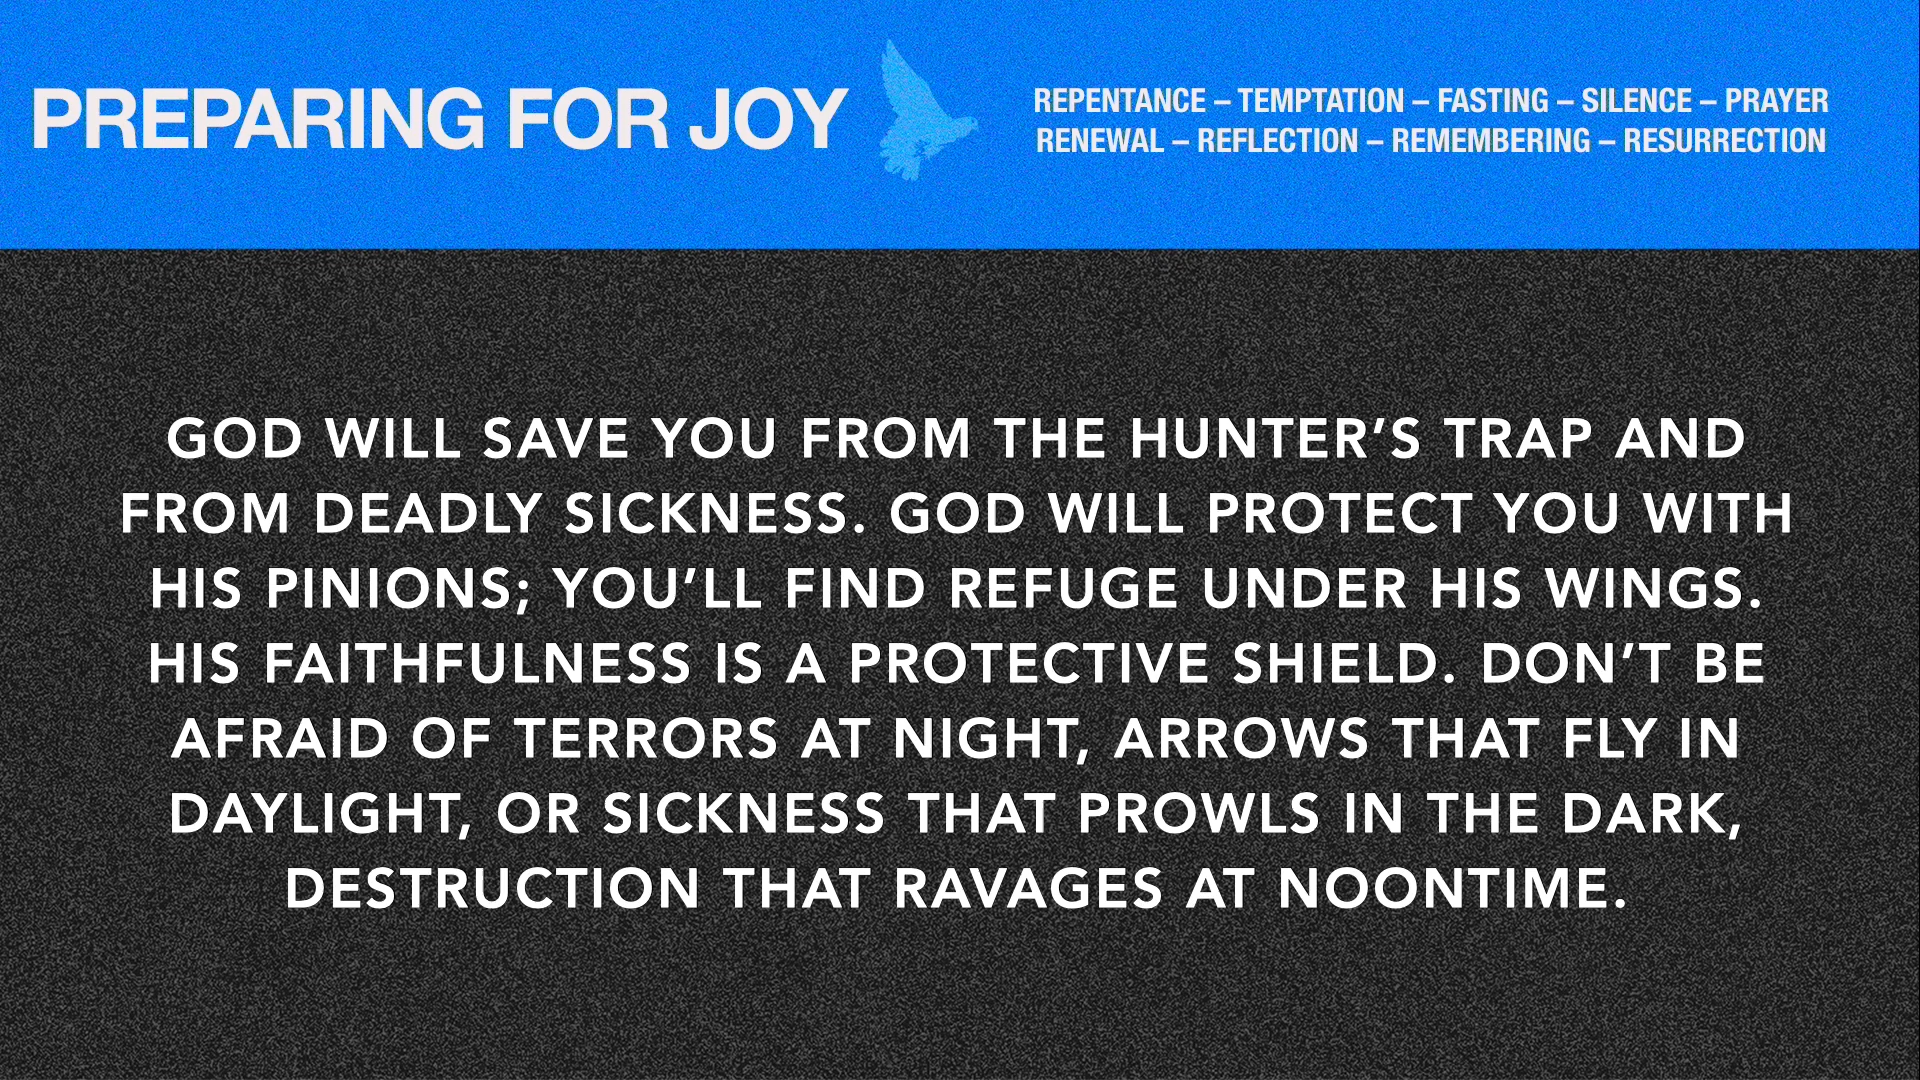 PREPARING FOR JOY
REPENTANCE – TEMPTATION – FASTING – SILENCE – PRAYER
RENEWAL – REFLECTION – REMEMBERING – RESURRECTION
GOD WILL SAVE YOU FROM THE HUNTER’S TRAP AND
FROM DEADLY SICKNESS. GOD WILL PROTECT YOU WITH
HIS PINIONS; YOU’LL FIND REFUGE UNDER HIS WINGS.
HIS FAITHFULNESS IS A PROTECTIVE SHIELD. DON’T BE
AFRAID OF TERRORS AT NIGHT, ARROWS THAT FLY IN
DAYLIGHT, OR SICKNESS THAT PROWLS IN THE DARK,
DESTRUCTION THAT RAVAGES AT NOONTIME.